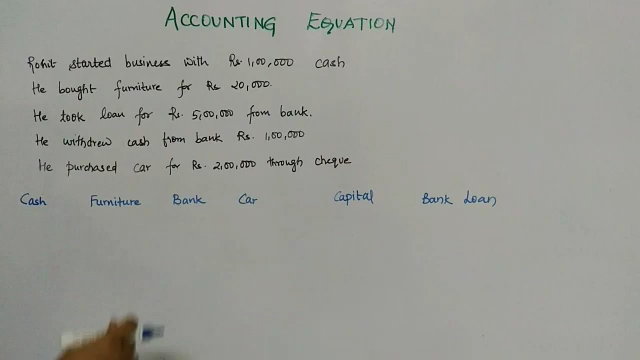 ACCOUNTING EQUATION
Rohit started business with Rs. 1,00,000 cash
He bought furniture for Rs 20,000.
He took loan for Rs. 5,00,000 from bank.
He withdrew cash from bank Rs. 1,00,000
He purchased car for Rs. 2,00,000 through cheque
Cash Furniture Bank Car Capital Bank Loan